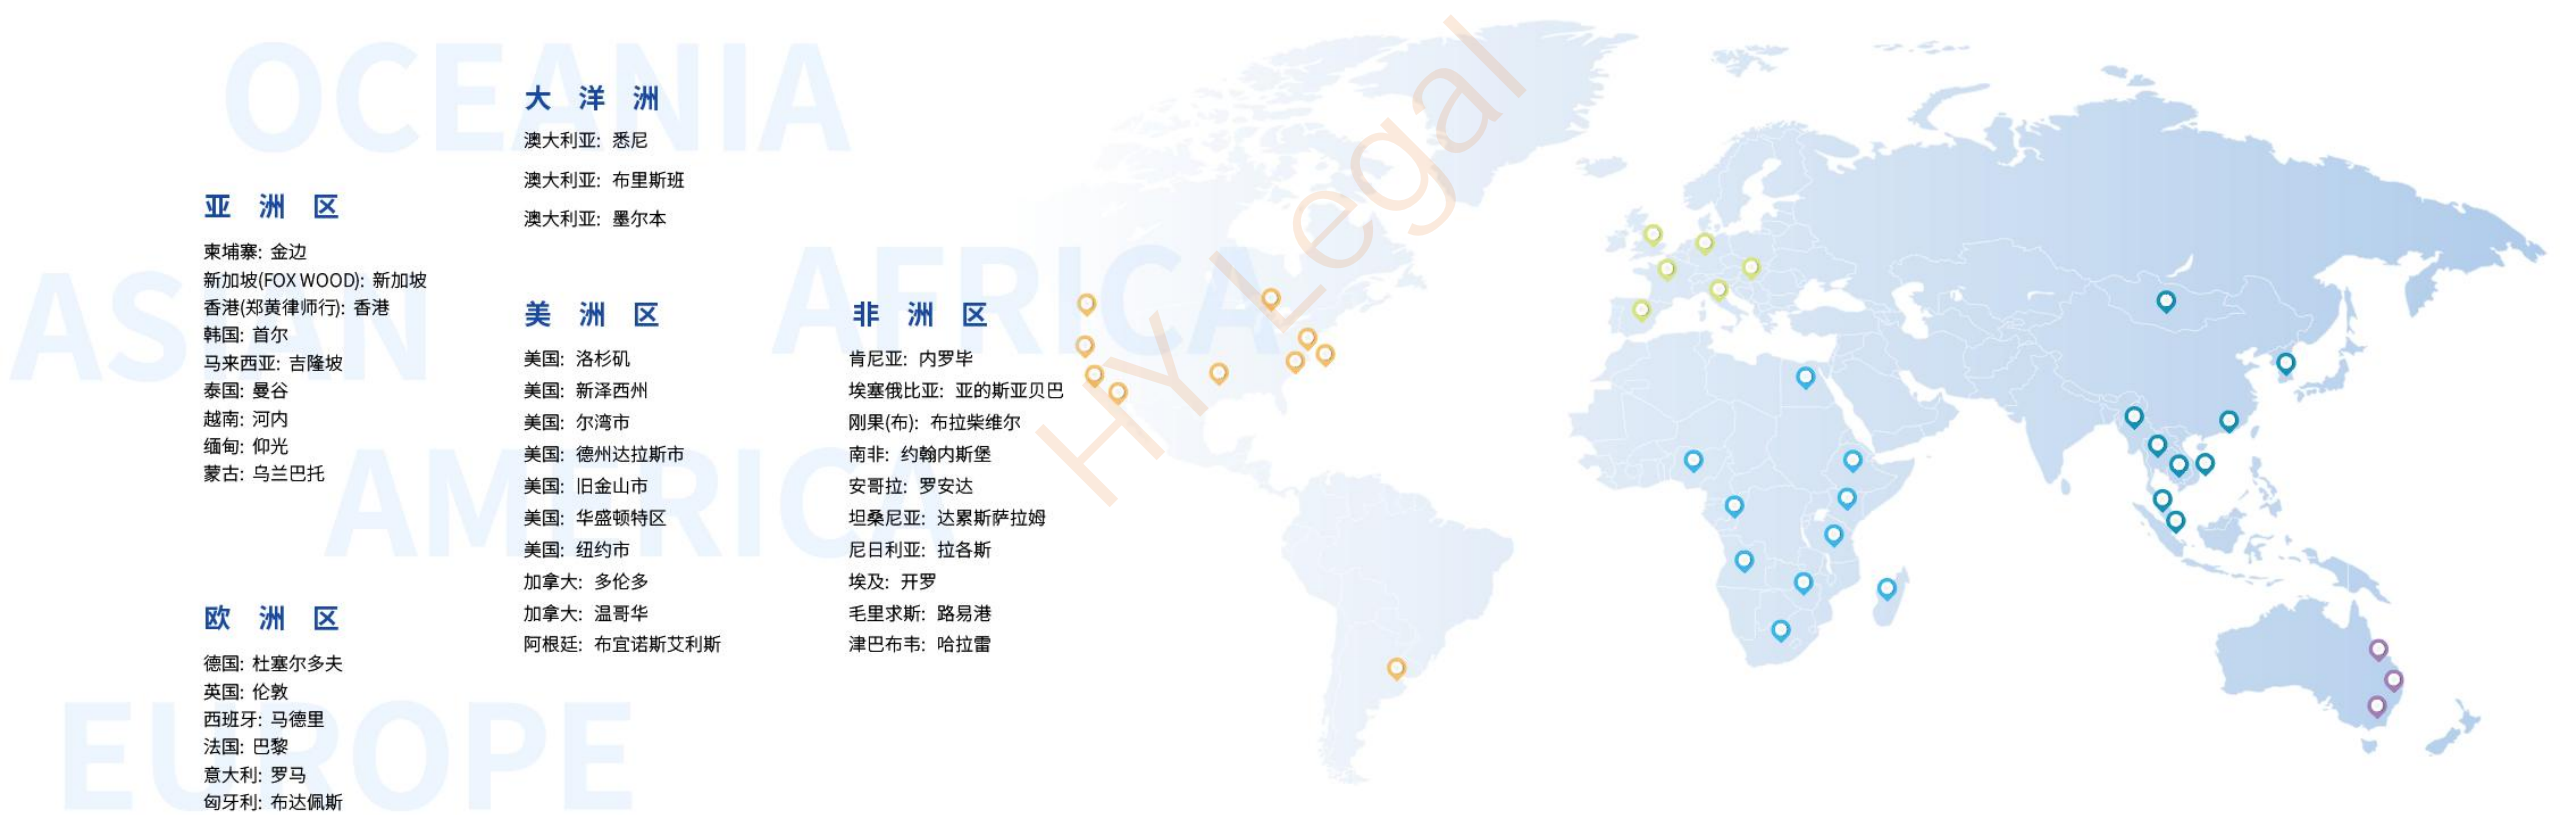 OCEANIA
大洋洲
澳大利亚: 悉尼
澳大利亚: 布里斯班
澳大利亚: 墨尔本
ASIAN
亚洲区
柬埔寨: 金边
新加坡(FOX WOOD): 新加坡
香港(郑黄律师行): 香港
韩国: 首尔
马来西亚: 吉隆坡
泰国: 曼谷
越南: 河内
缅甸: 仰光
蒙古: 乌兰巴托
AMERICA
美洲区
美国: 洛杉矶
美国: 新泽西州
美国: 尔湾市
美国: 德州达拉斯市
美国: 旧金山市
美国: 华盛顿特区
美国: 纽约市
加拿大: 多伦多
加拿大: 温哥华
阿根廷: 布宜诺斯艾利斯
AFRICA
非洲区
肯尼亚: 内罗毕
埃塞俄比亚: 亚的斯亚贝巴
刚果(布): 布拉柴维尔
南非: 约翰内斯堡
安哥拉: 罗安达
坦桑尼亚: 达累斯萨拉姆
尼日利亚: 拉各斯
埃及: 开罗
毛里求斯: 路易港
津巴布韦: 哈拉雷
EUROPE
欧洲区
德国: 杜塞尔多夫
英国: 伦敦
西班牙: 马德里
法国: 巴黎
意大利: 罗马
匈牙利: 布达佩斯
HY Legal